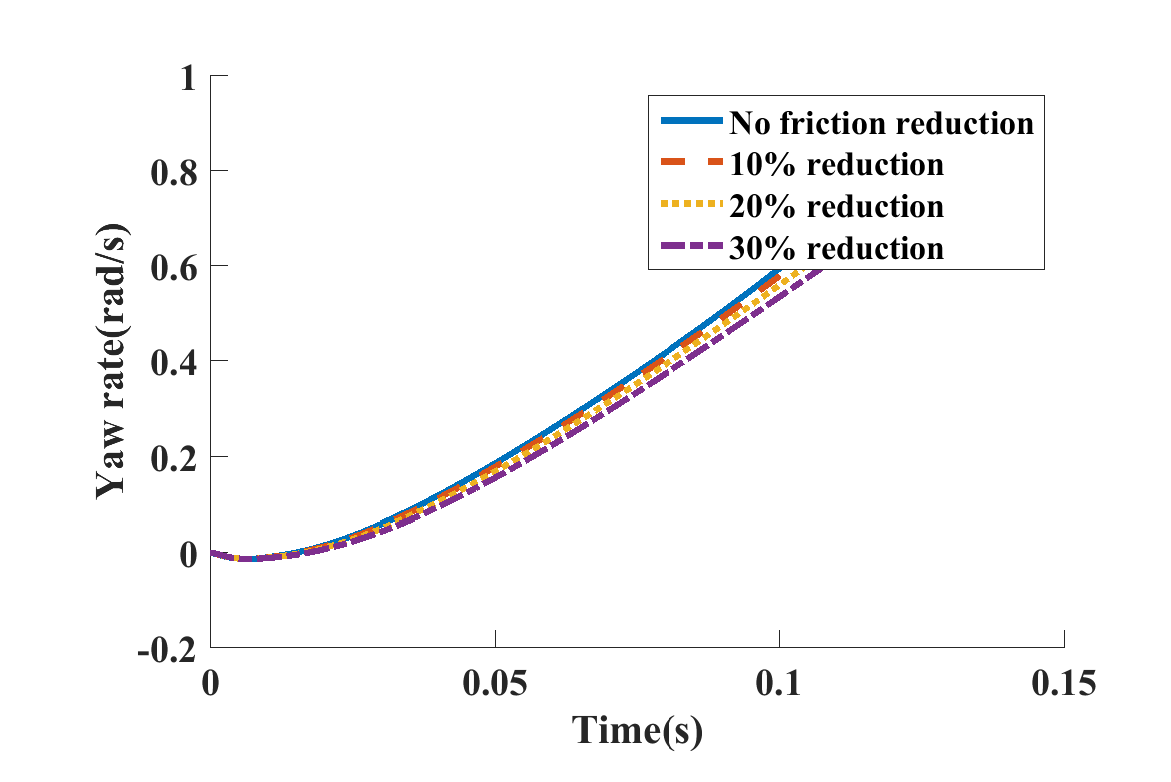 1
0.8
0.6
0.4
0.2
0
-0.2
Yaw rate(rad/s)
No friction reduction
10% reduction
20% reduction
30% reduction
0
0.05
0.1
0.15
Time(s)